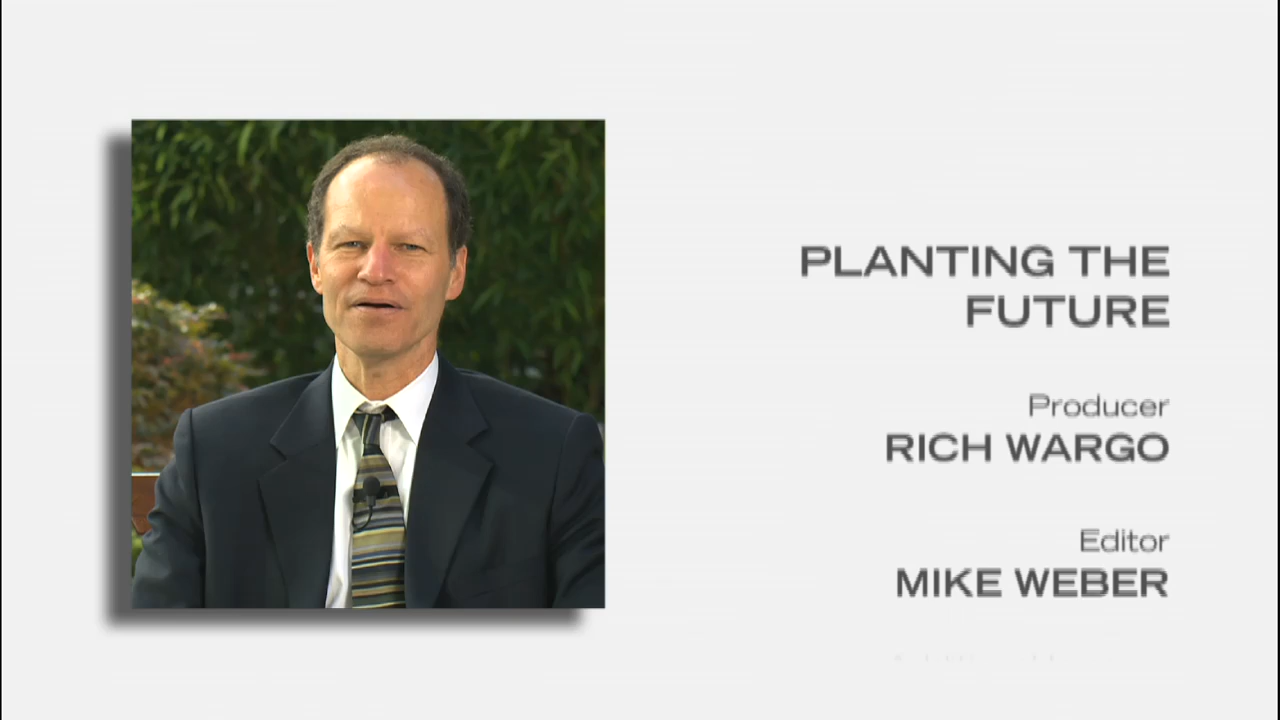 PLANTING THE
FUTURE
Producer
RICH WARGO
Editor
MIKE WEBER